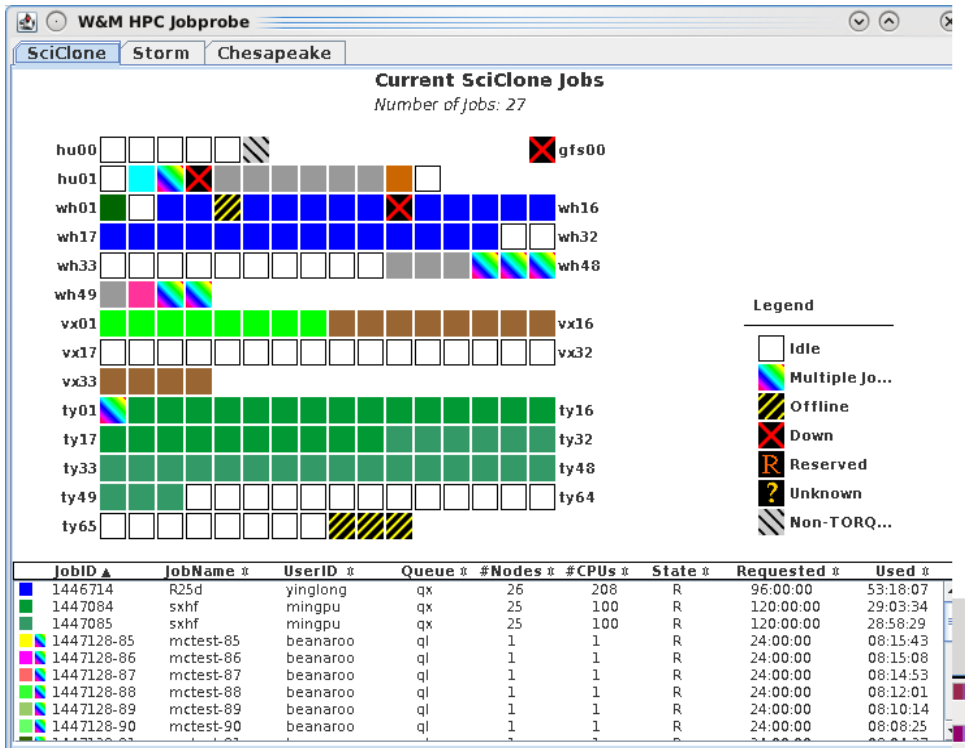 W&M HPC Jobprobe
SciClone Storm Chesapeake
Current SciClone Jobs
Number of Jobs: 27
hu00 gfs00
hu01
wh01 wh16
wh17 wh32
wh33 wh48
wh49
Legend
vx01 vx16
Idle
vx17 vx32
Multiple Jo...
vx33
Offline
ty01 ty16
Down
ty17 ty32
R Reserved
ty33 ty48
? Unknown
ty49 ty64
Non-TORQ...
ty65
JobID ▲ JobName ⇕ UserID ⇕ Queue ⇕ #Nodes ⇕ #CPUs ⇕ State ⇕ Requested ⇕ Used ⇕
1446714 R25d yinglong qx 26 208 R 96:00:00 53:18:07
1447084 sxhf mingpu qx 25 100 R 120:00:00 29:03:34
1447085 sxhf mingpu qx 25 100 R 120:00:00 28:58:29
1447128-85 mctest-85 beanaroo ql 1 1 R 24:00:00 08:15:43
1447128-86 mctest-86 beanaroo ql 1 1 R 24:00:00 08:15:08
1447128-87 mctest-87 beanaroo ql 1 1 R 24:00:00 08:14:53
1447128-88 mctest-88 beanaroo ql 1 1 R 24:00:00 08:12:01
1447128-89 mctest-89 beanaroo ql 1 1 R 24:00:00 08:10:14
1447128-90 mctest-90 beanaroo ql 1 1 R 24:00:00 08:08:25